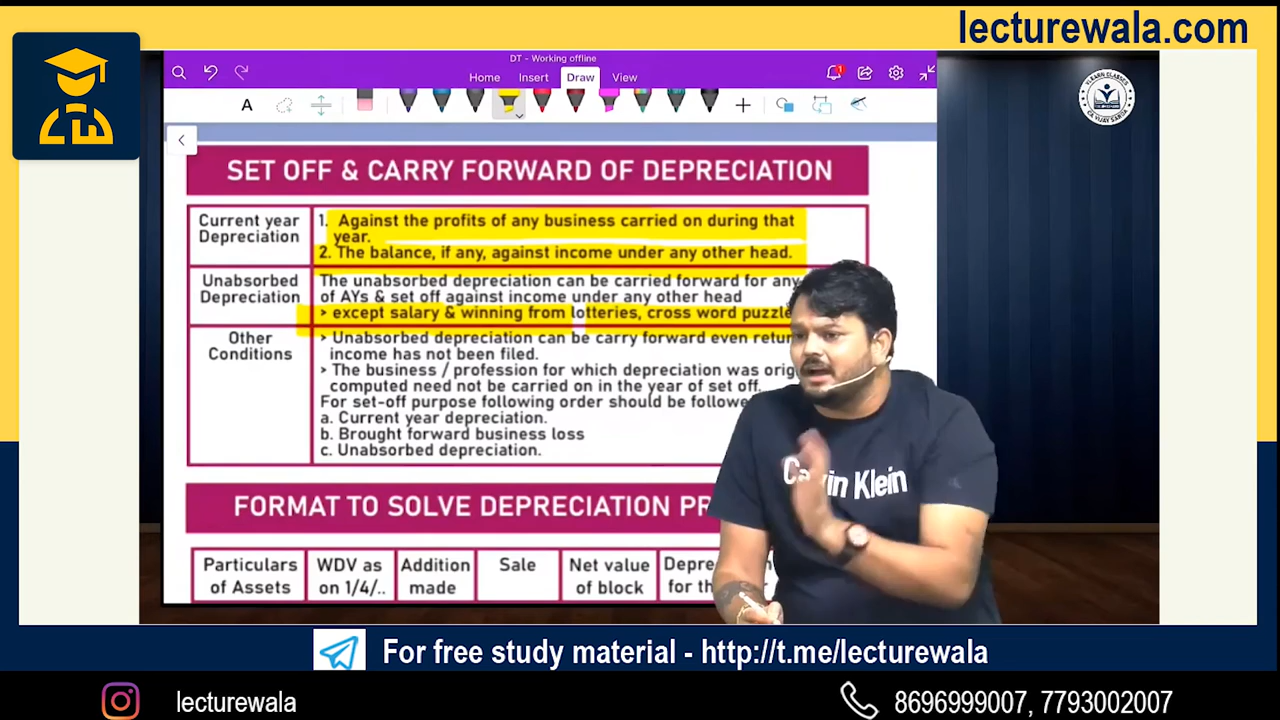 lecturewala.com
DT - Working offline
Home Insert Draw View
A
SET OFF & CARRY FORWARD OF DEPRECIATION
Current year
Depreciation
1. Against the profits of any business carried on during that
year.
2. The balance, if any, against income under any other head.
Unabsorbed
Depreciation
The unabsorbed depreciation can be carried forward for any
of AYs & set off against income under any other head
> except salary & winning from lotteries, cross word puzzle
Other
Conditions
> Unabsorbed depreciation can be carry forward even retur
income has not been filed.
> The business / profession for which depreciation was orig
computed need not be carried on in the year of set off.
For set-off purpose following order should be followe
a. Current year depreciation.
b. Brought forward business loss
c. Unabsorbed depreciation.
FORMAT TO SOLVE DEPRECIATION PR
Particulars
of Assets
WDV as
on 1/4/..
Addition
made
Sale
Net value
of block
Depre
for th
Calvin Klein
VJEARN CLASSES
CA VIJAY SARDA
For free study material - http://t.me/lecturewala
lecturewala
8696999007, 7793002007